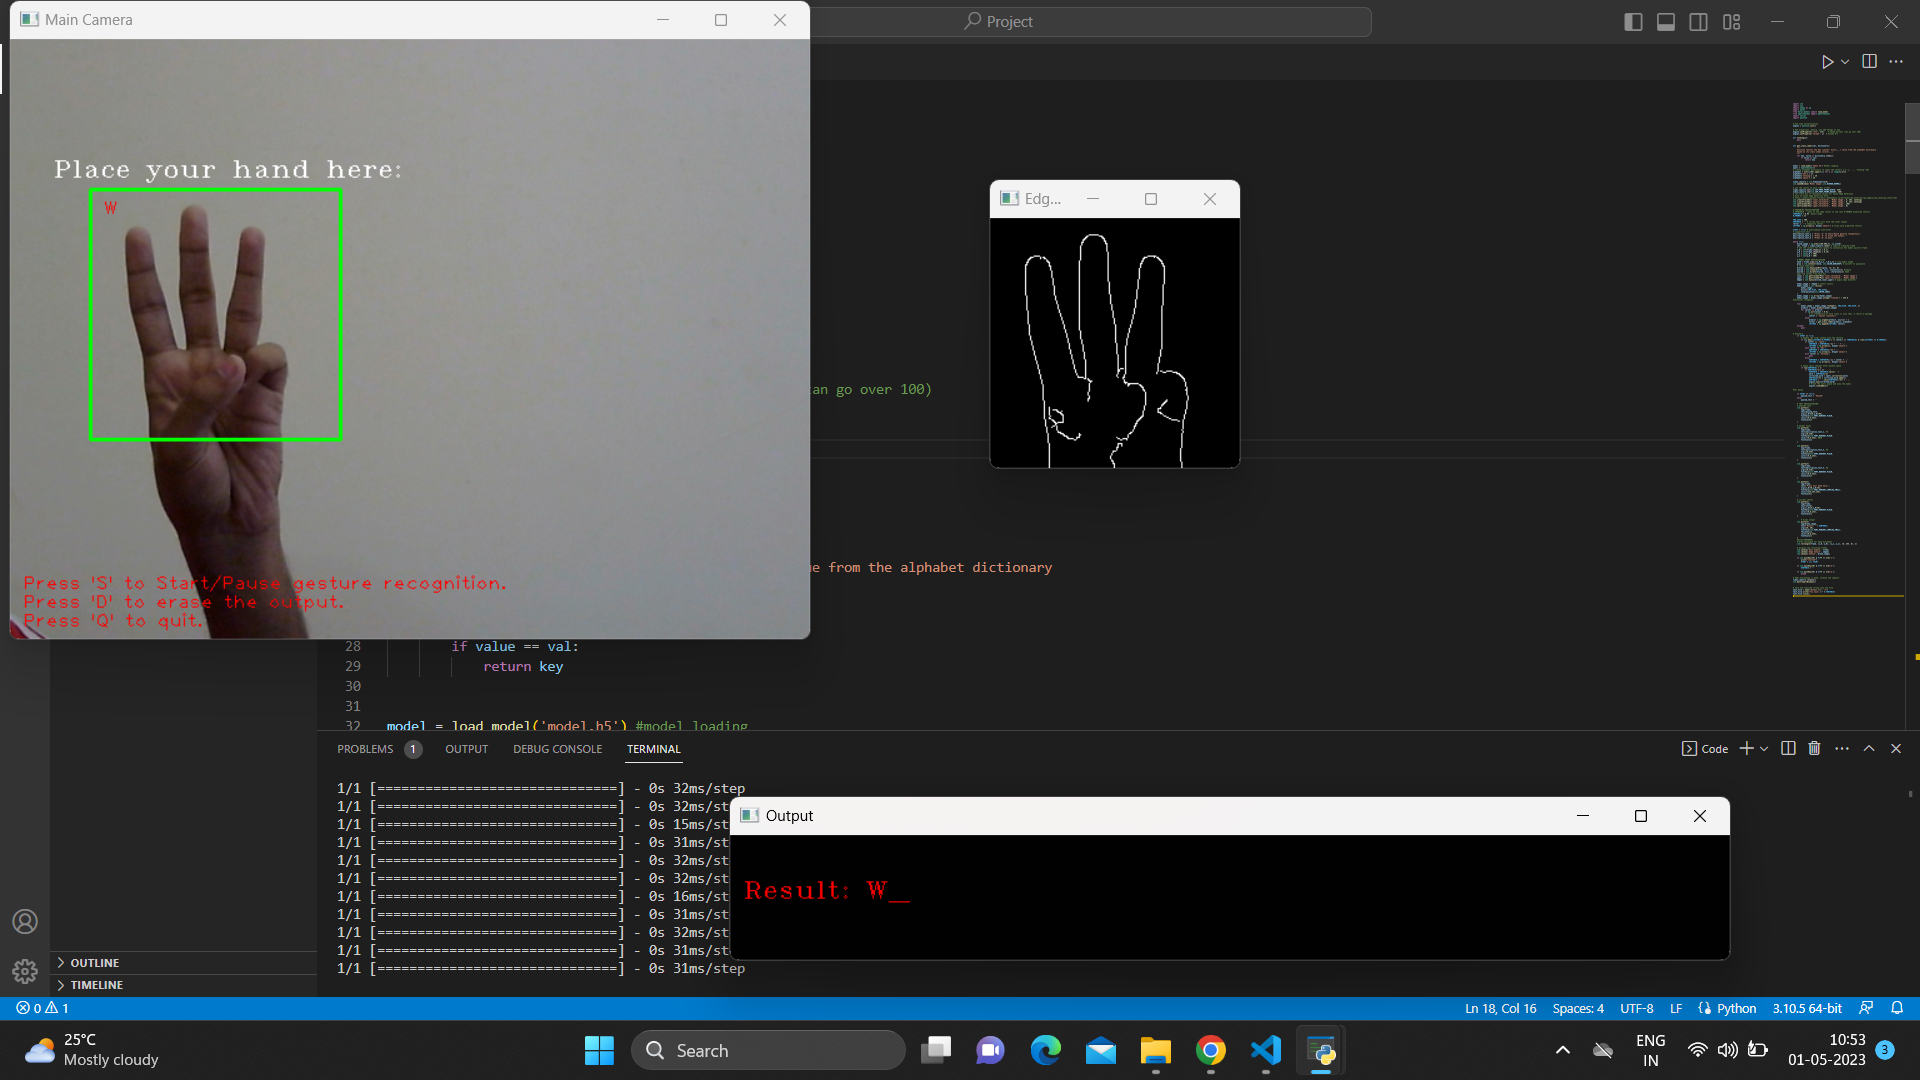 Main Camera
Project
Place your hand here:
W
Press 'S' to Start/Pause gesture recognition.
Press 'D' to erase the output.
Press 'Q' to quit.
Edg...
an go over 100)
e from the alphabet dictionary
28 if value == val:
29 return key
30
31
32 model = load_model('model.h5') #model loading
PROBLEMS 1 OUTPUT DEBUG CONSOLE TERMINAL
Code
1/1 [==============================] - 0s 32ms/step
1/1 [==============================] - 0s 32ms/st
1/1 [==============================] - 0s 15ms/st
1/1 [==============================] - 0s 31ms/st
1/1 [==============================] - 0s 32ms/st
1/1 [==============================] - 0s 32ms/st
1/1 [==============================] - 0s 16ms/st
1/1 [==============================] - 0s 31ms/st
1/1 [==============================] - 0s 32ms/st
1/1 [==============================] - 0s 31ms/st
1/1 [==============================] - 0s 31ms/step
Output
Result: W_
OUTLINE
TIMELINE
0 1
Ln 18, Col 16 Spaces: 4 UTF-8 LF Python 3.10.5 64-bit
25°C
Mostly cloudy
Search
ENG
IN
10:53
01-05-2023
3